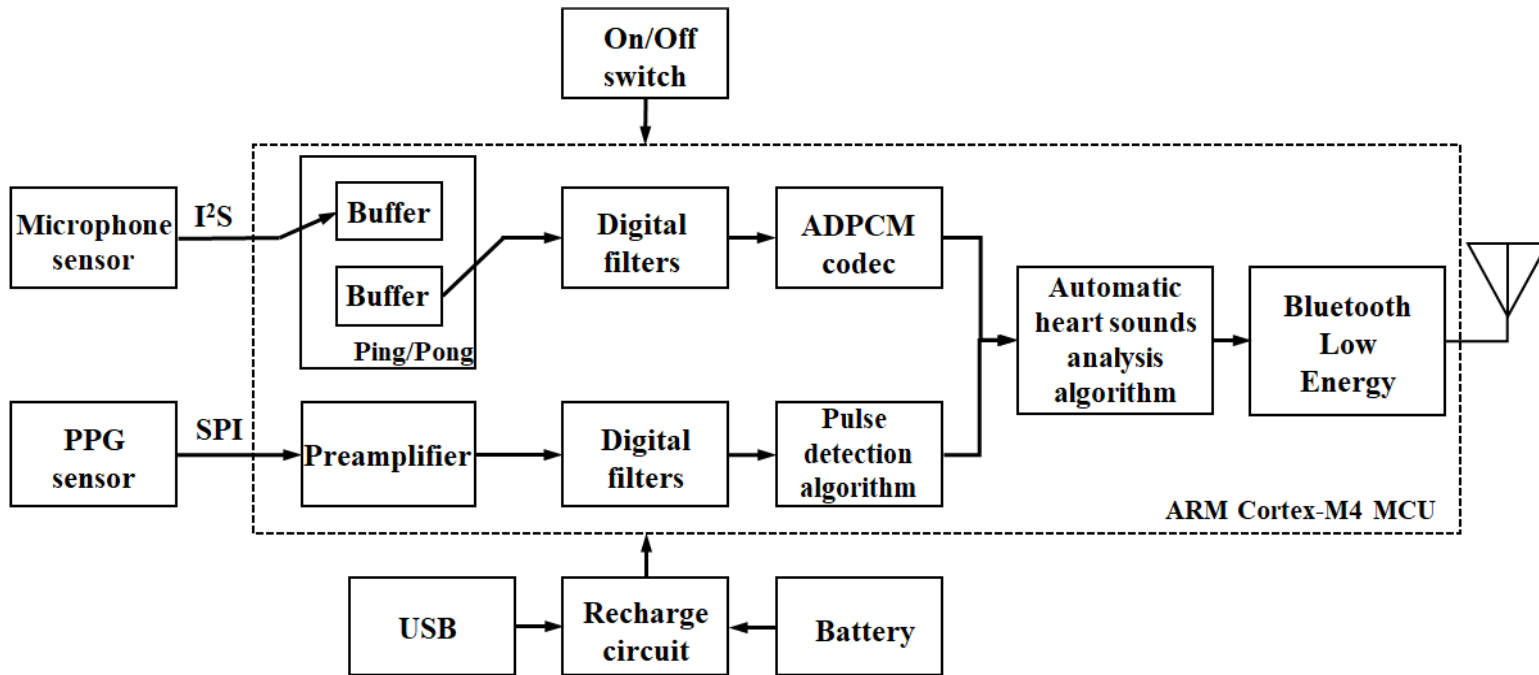 On/Off
switch
Microphone
sensor
I²S
Buffer
Buffer
Ping/Pong
Digital
filters
ADPCM
codec
Automatic
heart sounds
analysis
algorithm
Bluetooth
Low
Energy
PPG
sensor
SPI
Preamplifier
Digital
filters
Pulse
detection
algorithm
ARM Cortex-M4 MCU
USB
Recharge
circuit
Battery